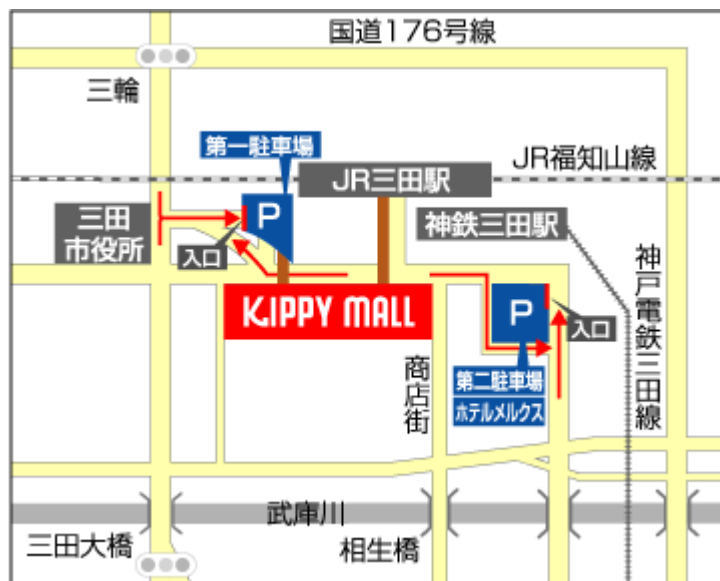 国道176号線
三輪
第一駐車場
JR福知山線
JR三田駅
P
三田
市役所
神鉄三田駅
入口
神戸電鉄三田線
KIPPY MALL
P
入口
商店街
第二駐車場
ホテルメルクス
武庫川
三田大橋
相生橋